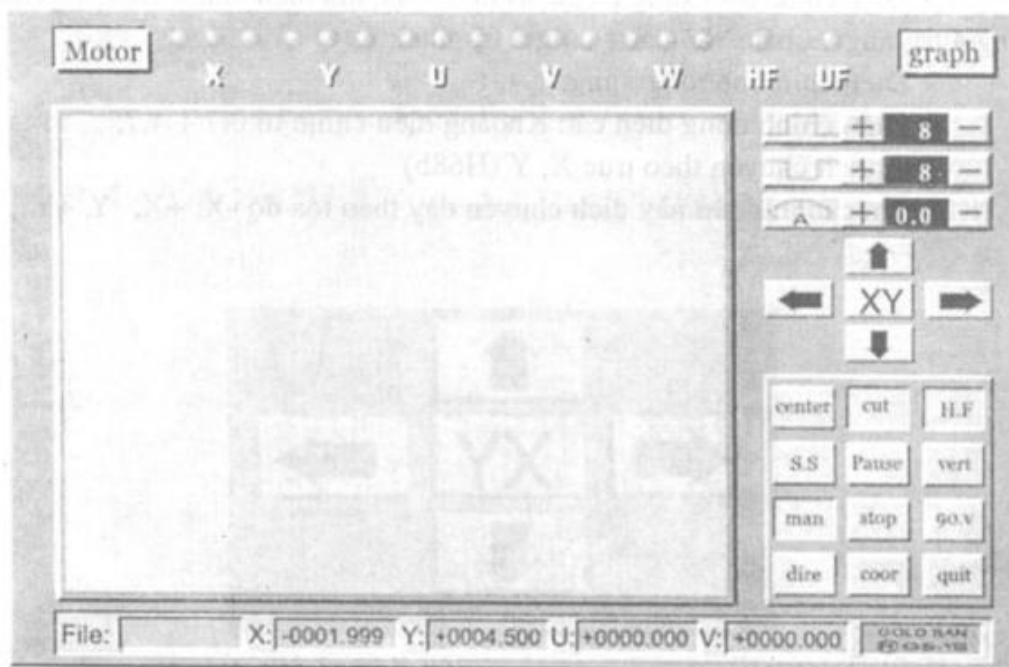 Motor graph
X Y U V W HF UF
+ 8 −
+ 8 −
A + 0.0 −
XY
center cut H.F
S.S Pause vert
man stop 90.v
dire coor quit
File: X: -0001.999 Y: +0004.500 U: +0000.000 V: +0000.000